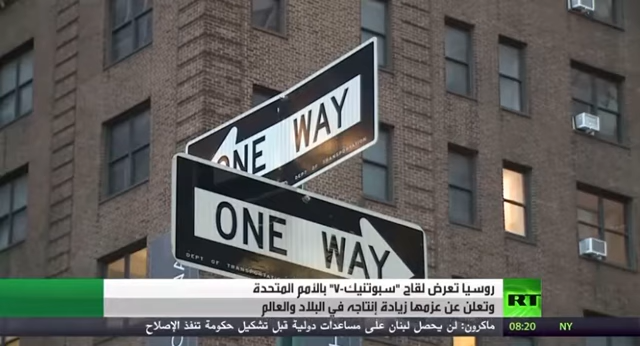 ONE WAY
DEPT OF TRANSPORTATION
ONE WAY
DEPT OF TRANSPORTATION
روسيا تعرض لقاح "سبوتنيك-V" بالأمم المتحدة
وتعلن عن عزمها زيادة إنتاجه في البلاد والعالم
RT
ماكرون: لن يحصل لبنان على مساعدات دولية قبل تشكيل حكومة تنفذ الإصلاح
08:20 NY